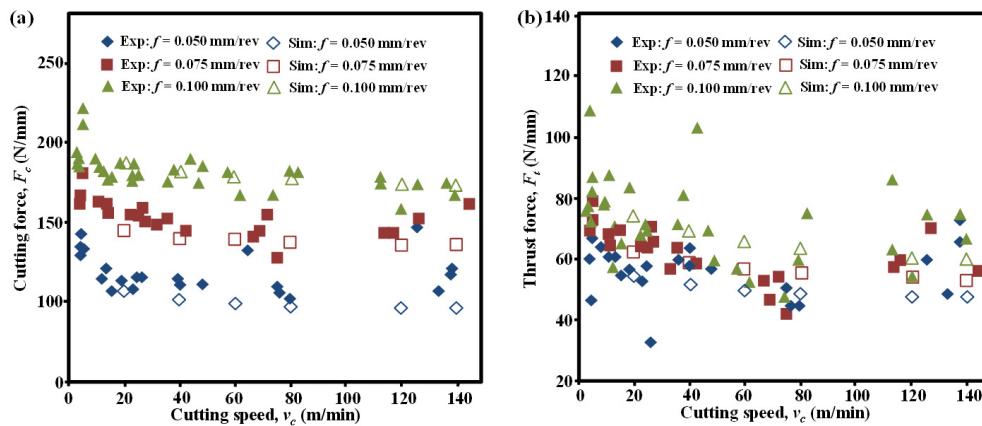 (a)
Cutting force, Fc (N/mm)
250
200
150
100
0
Exp: f = 0.050 mm/rev
Exp: f = 0.075 mm/rev
Exp: f = 0.100 mm/rev
Sim: f = 0.050 mm/rev
Sim: f = 0.075 mm/rev
Sim: f = 0.100 mm/rev
0 20 40 60 80 100 120 140
Cutting speed, vc (m/min)
(b)
Thrust force, Ft (N/mm)
140
120
100
80
60
40
20
Exp: f = 0.050 mm/rev
Exp: f = 0.075 mm/rev
Exp: f = 0.100 mm/rev
Sim: f = 0.050 mm/rev
Sim: f = 0.075 mm/rev
Sim: f = 0.100 mm/rev
0 20 40 60 80 100 120 140
Cutting speed, vc (m/min)